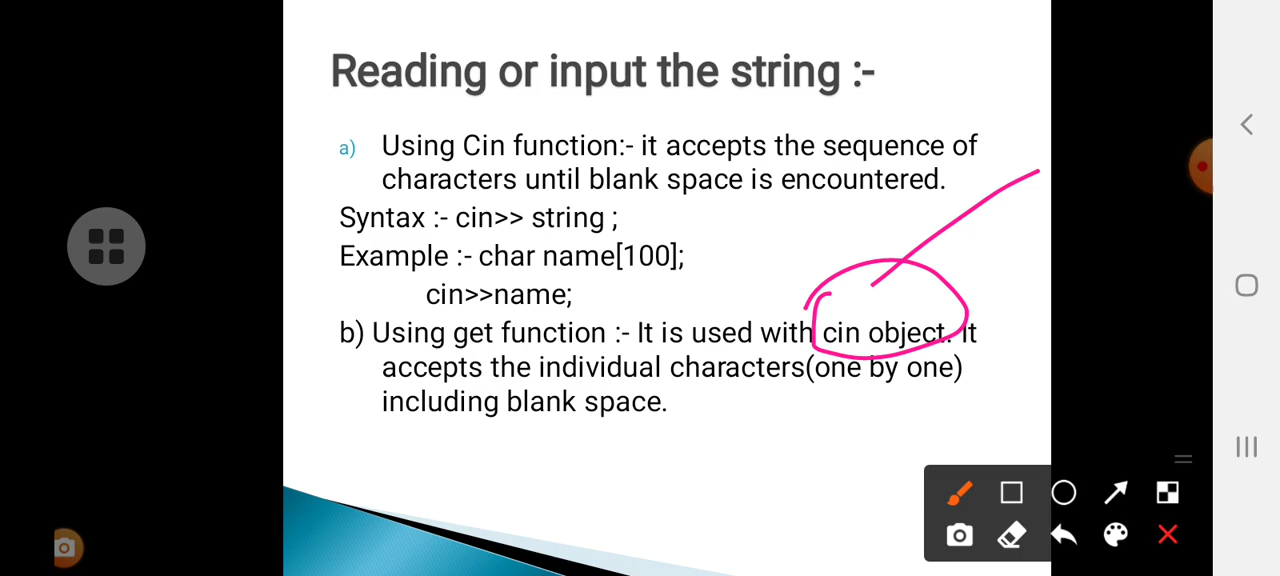 Reading or input the string :-
a) Using Cin function:- it accepts the sequence of
characters until blank space is encountered.
Syntax :- cin>> string ;
Example :- char name[100];
cin>>name;
b) Using get function :- It is used with cin object. It
accepts the individual characters(one by one)
including blank space.